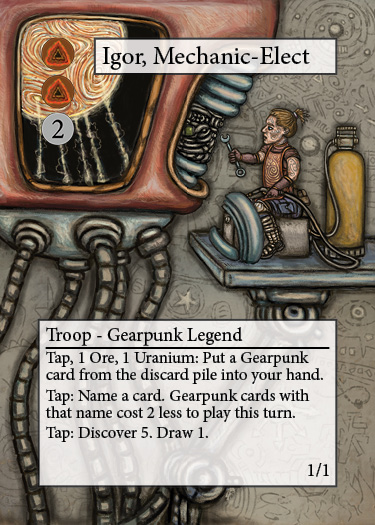 Igor, Mechanic-Elect
2
Troop - Gearpunk Legend
Tap, 1 Ore, 1 Uranium: Put a Gearpunk
card from the discard pile into your hand.
Tap: Name a card. Gearpunk cards with
that name cost 2 less to play this turn.
Tap: Discover 5. Draw 1.
1/1